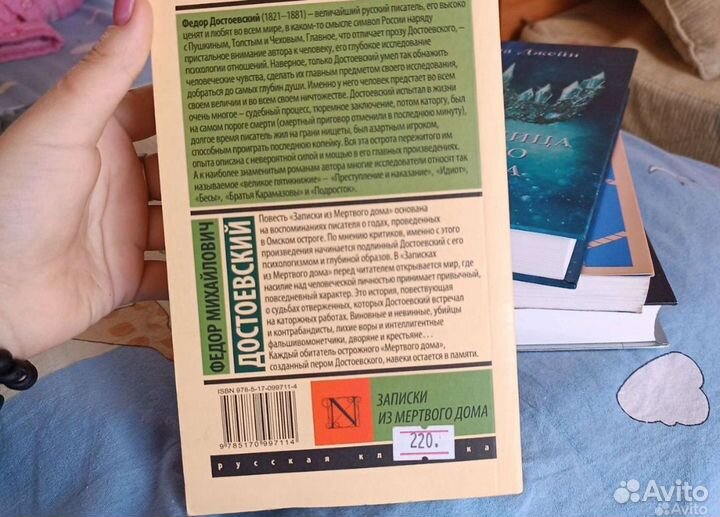 Федор Достоевский (1821–1881) – величайший русский писатель, его высоко
ценят и любят во всем мире, в каком-то смысле символ России наряду
с Пушкиным, Толстым и Чеховым. Главное, что отличает прозу Достоевского, –
пристальное внимание автора к человеку, его глубокое исследование
психологии отношений. Наверное, только Достоевский умел так обнажить
человеческие чувства, сделать их главным предметом своего исследования,
добраться до самых глубин души. Именно у него человек предстает во всем
своем величии и во всем своем ничтожестве. Достоевский испытал в жизни
очень многое – судебный процесс, тюремное заключение, потом каторгу, был
на самом пороге смерти (смертный приговор отменили в последнюю минуту),
долгое время писатель жил на грани нищеты, был азартным игроком,
способным проиграть последнюю копейку. Вся эта острота пережитого им
опыта описана с невероятной силой и мощью в его главных произведениях.
А к наиболее знаменитым романам автора многие исследователи относят так
называемое «великое пятикнижие» – «Преступление и наказание», «Идиот»,
«Бесы», «Братья Карамазовы» и «Подросток».
ФЕДОР МИХАЙЛОВИЧ
ДОСТОЕВСКИЙ
Повесть «Записки из Мертвого дома» основана
на воспоминаниях писателя о годах, проведенных
в Омском остроге. По мнению критиков, именно с этого
произведения начинается подлинный Достоевский с его
психологизмом и глубиной образов. В «Записках
из Мертвого дома» перед читателем открывается мир, где
насилие над человеческой личностью принимает привычный,
повседневный характер. Это история, повествующая
о судьбах отверженных, которых Достоевский встречал
на каторжных работах. Виновные и невинные, убийцы
и контрабандисты, лихие воры и интеллигентные
фальшивомонетчики, дворяне и крестьяне…
Каждый обитатель острожного «Мертвого дома»,
созданный пером Достоевского, навеки остается в памяти.
ISBN 978-5-17-099711-4
9 785170 997114
N
ЗАПИСКИ
ИЗ МЕРТВОГО ДОМА
220.
русская кл ка
Джейн
Avito
Avito